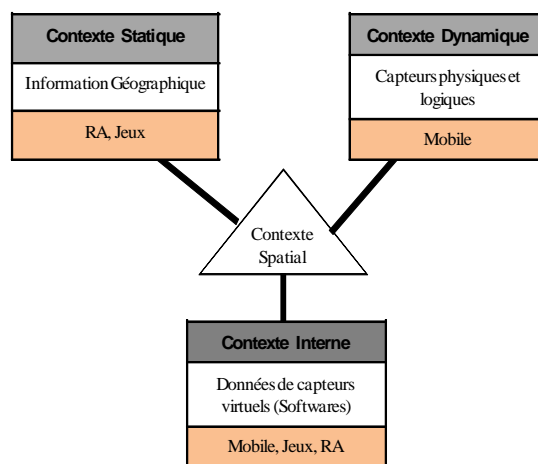 Contexte Statique
Information Géographique
RA, Jeux
Contexte Dynamique
Capteurs physiques et
logiques
Mobile
Contexte
Spatial
Contexte Interne
Données de capteurs
virtuels (Softwares)
Mobile, Jeux, RA